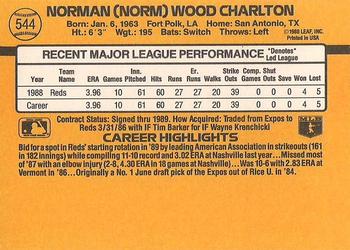 544
NORMAN (NORM) WOOD CHARLTON
Born: Jan. 6, 1963 Fort Polk, LA Home: San Antonio, TX
Hgt: 6' 3" Wgt: 195 Bats: Switch Throws: Left
©1988 LEAF, INC.
Printed in USA
RECENT MAJOR LEAGUE PERFORMANCE *Denotes* Led League
Year Team Name ERA Games Inn. Pitched Hits Runs Earned Runs Walks Strike Outs Comp. Games Shut Outs Saves Won Lost
1988 Reds 3.96 10 61 60 27 27 20 39 0 0 0 4 5
Career 3.96 10 61 60 27 27 20 39 0 0 0 4 5
Contract Status: Signed thru 1989. How Acquired: Traded from Expos to
Reds 3/31/86 with IF Tim Barker for IF Wayne Krenchicki
CAREER HIGHLIGHTS
Bid for a spot in Reds' starting rotation in '89 by leading American Association in strikeouts (161
in 182 innings) while compiling 11-10 record and 3.02 ERA at Nashville last year...Missed most
of '87 with an elbow injury (2-8, 4.30 ERA in 18 games at Nashville)...Was 10-6 with 2.83 ERA at
Vermont in '86...Originally a No. 1 June draft pick of the Expos out of Rice U. in '84.